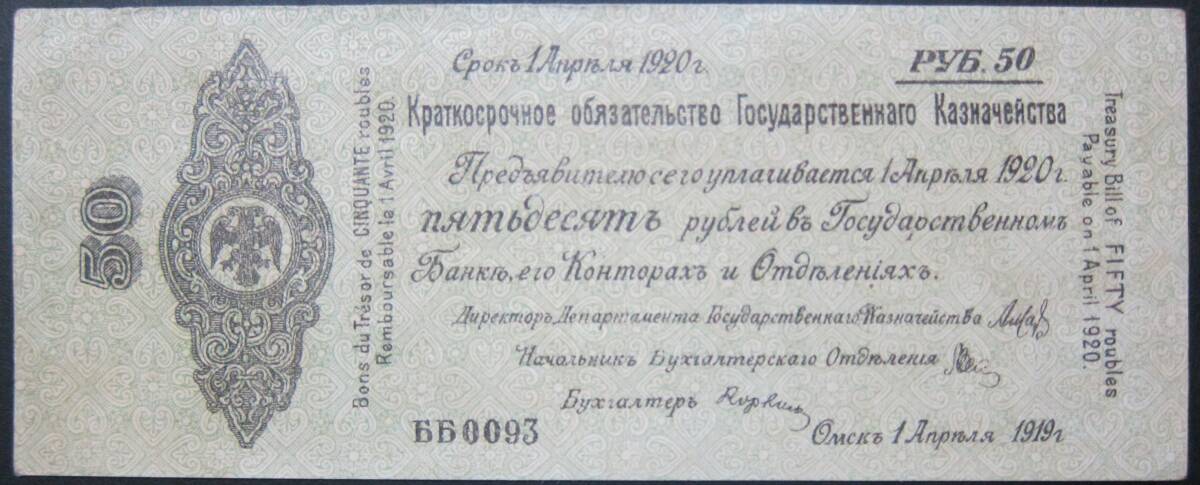 50
Bons du Trésor de CINQUANTE roubles
Remboursable le 1 Avril 1920.
Срокъ 1 Апрѣля 1920 г.
РУБ. 50
Краткосрочное обязательство Государственнаго Казначейства
Предъявителю сего уплачивается 1 Апрѣля 1920 г.
пятьдесятъ рублей въ Государственномъ
Банкѣ, его Конторахъ и Отдѣленіяхъ.
Директоръ Департамента Государственнаго Казначейства
Начальникъ Бухгалтерскаго Отдѣленія
Бухгалтеръ
ББ0093
Омскъ 1 Апрѣля 1919 г
Treasury Bill of FIFTY roubles
Payable on 1 April 1920.